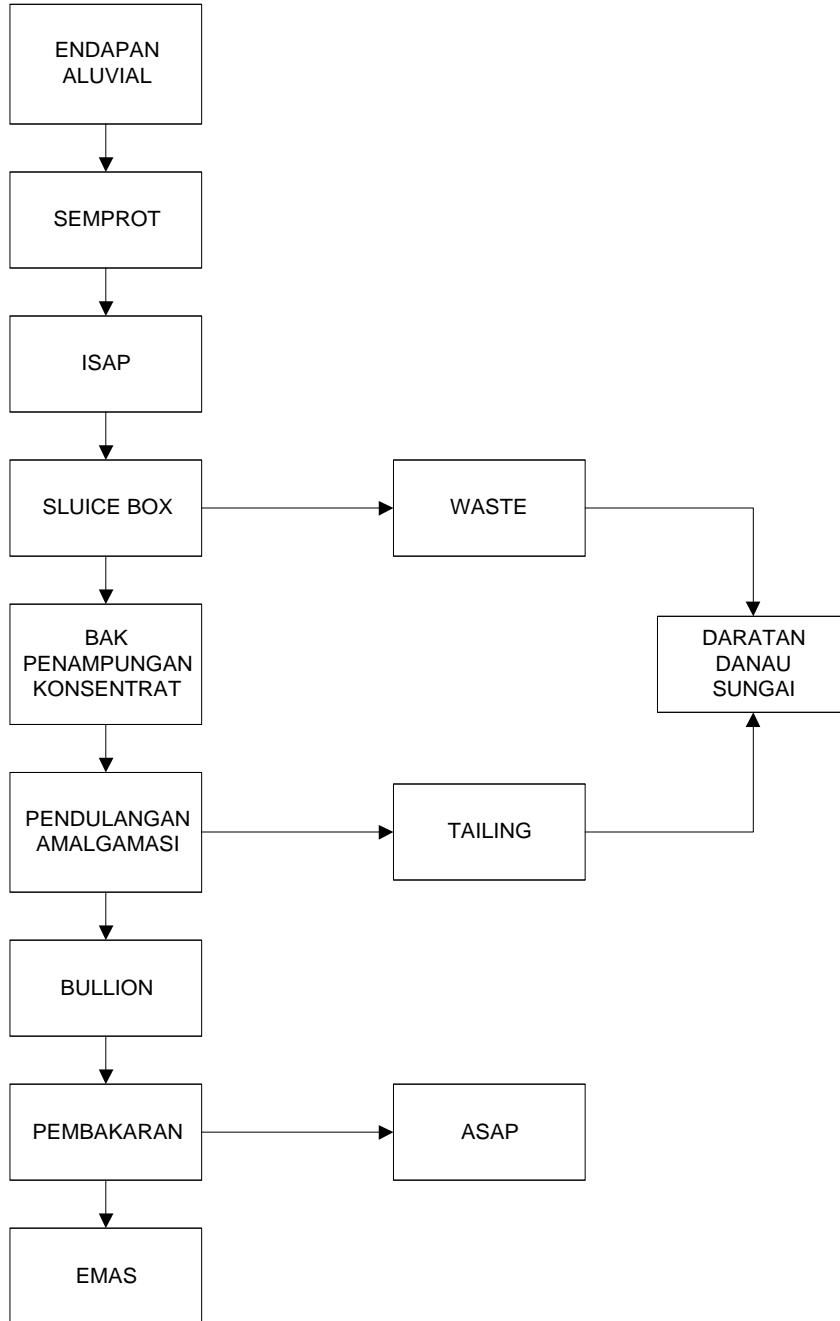 ENDAPAN
ALUVIAL
SEMPROT
ISAP
SLUICE BOX
WASTE
BAK
PENAMPUNGAN
KONSENTRAT
DARATAN
DANAU
SUNGAI
PENDULANGAN
AMALGAMASI
TAILING
BULLION
PEMBAKARAN
ASAP
EMAS